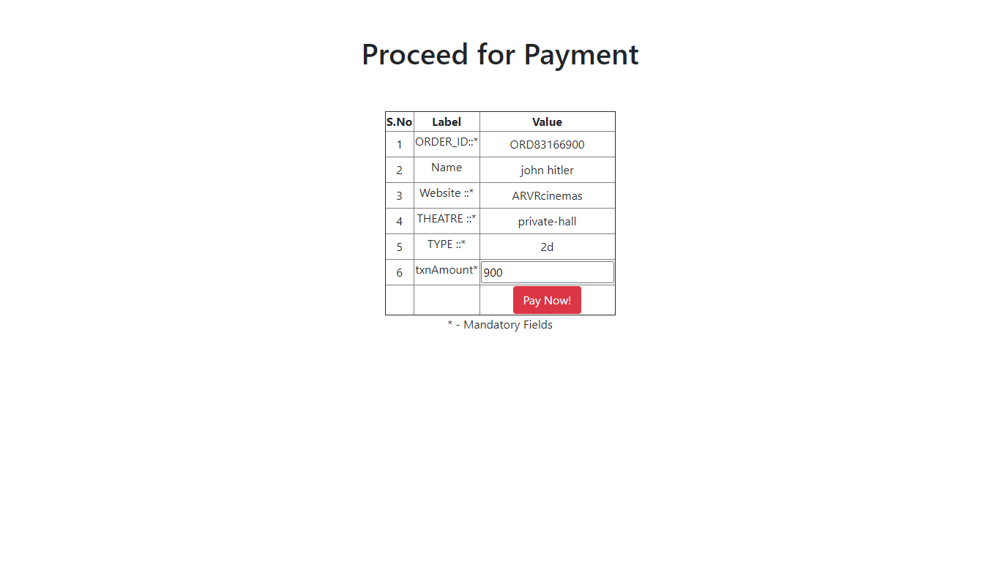 Proceed for Payment
S.No Label Value
1 ORDER_ID::* ORD83166900
2 Name john hitler
3 Website ::* ARVRcinemas
4 THEATRE ::* private-hall
5 TYPE ::* 2d
6 txnAmount* 900
Pay Now!
* - Mandatory Fields